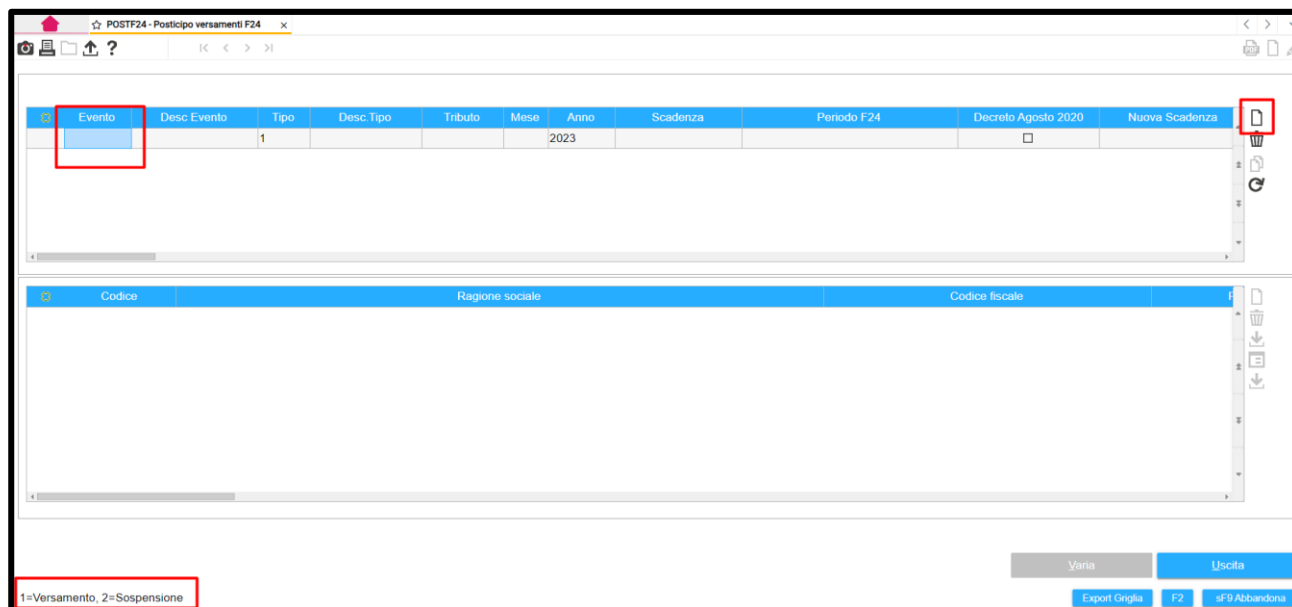 POSTF24 - Posticipo versamenti F24 x
?
Evento Desc Evento Tipo Desc.Tipo Tributo Mese Anno Scadenza Periodo F24 Decreto Agosto 2020 Nuova Scadenza
1 2023
Codice Ragione sociale Codice fiscale
Varia Uscita
1=Versamento, 2=Sospensione Export Griglia F2 sF9 Abbandona